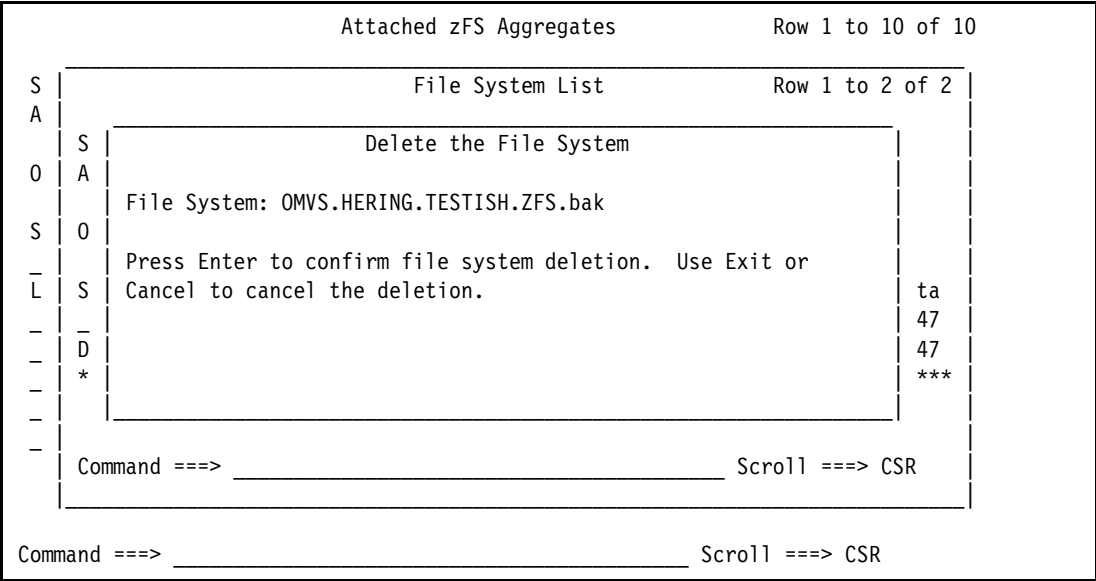 Attached zFS Aggregates Row 1 to 10 of 10
S File System List Row 1 to 2 of 2
A
S Delete the File System
O A
File System: OMVS.HERING.TESTISH.ZFS.bak
S O
_ Press Enter to confirm file system deletion. Use Exit or
L S Cancel to cancel the deletion. ta
_ _ 47
_ D 47
_ * ***
_
_
Command ===> Scroll ===> CSR
Command ===> Scroll ===> CSR